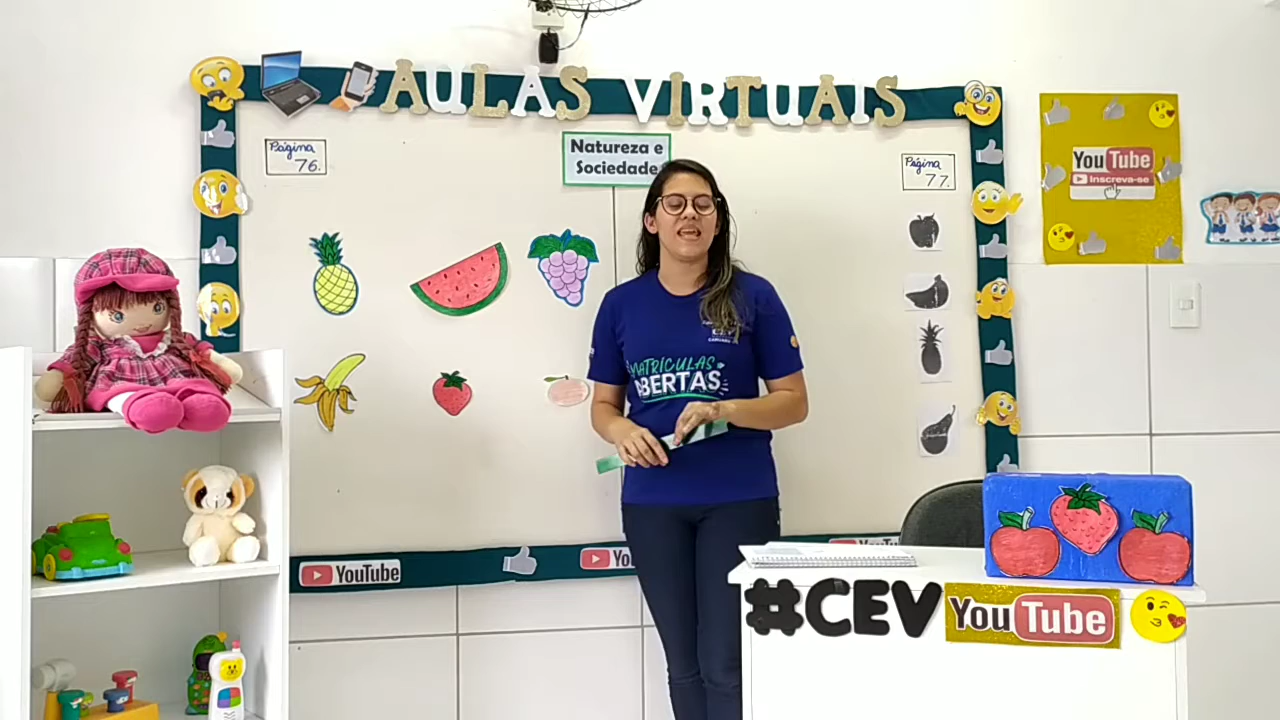 AULAS VIRTUAIS
Página
76.
Natureza e
Sociedade
Página
77.
YouTube
Inscreva-se
MATRÍCULAS
ABERTAS
YouTube
#CEV
YouTube